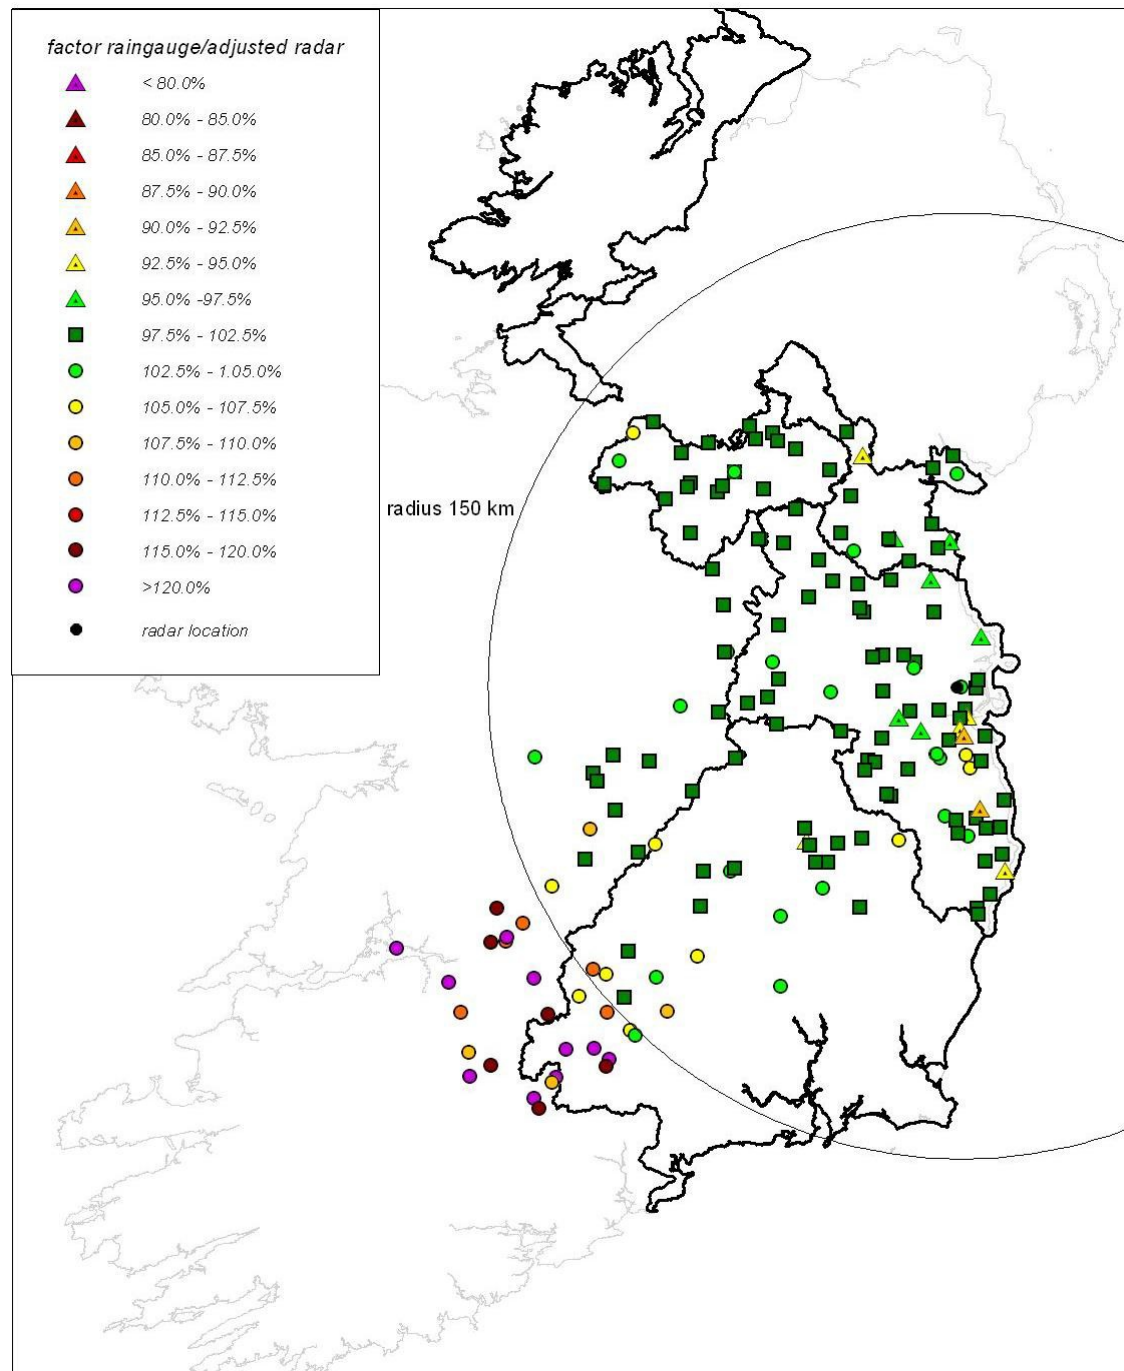 factor raingauge/adjusted radar
< 80.0%
80.0% - 85.0%
85.0% - 87.5%
87.5% - 90.0%
90.0% - 92.5%
92.5% - 95.0%
95.0% -97.5%
97.5% - 102.5%
102.5% - 1.05.0%
105.0% - 107.5%
107.5% - 110.0%
110.0% - 112.5%
112.5% - 115.0%
115.0% - 120.0%
>120.0%
radar location
radius 150 km